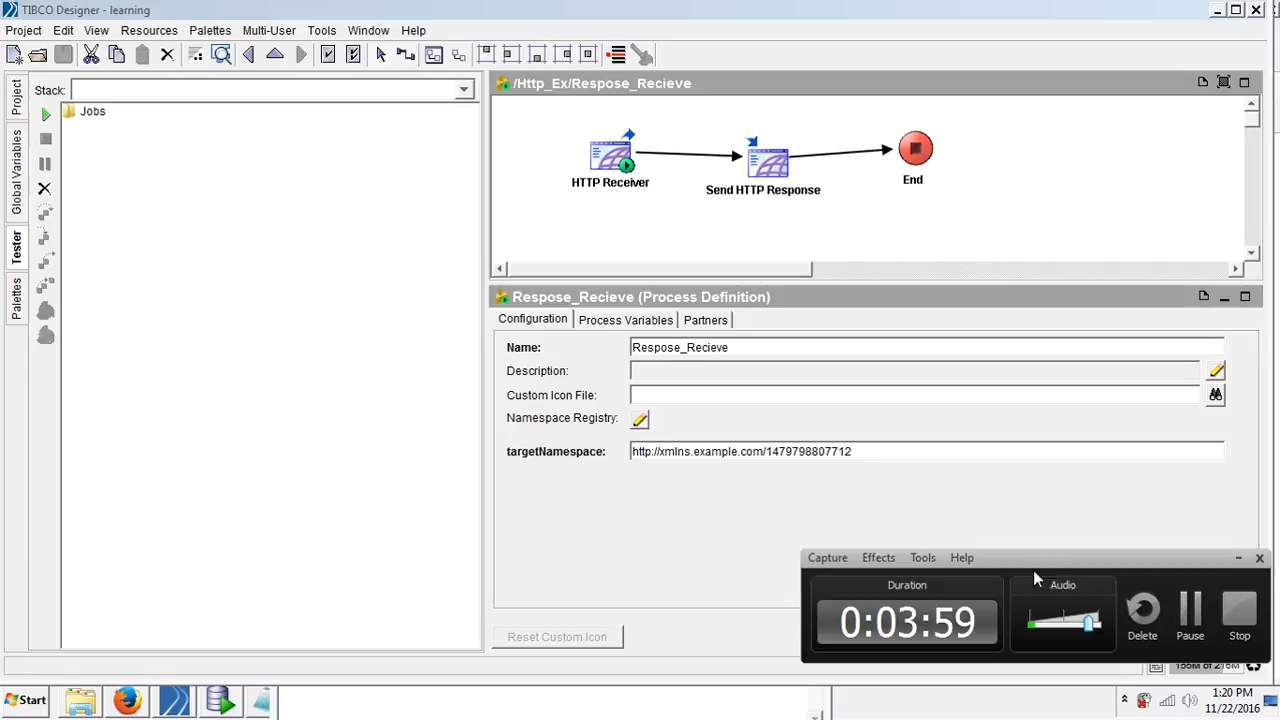 TIBCO Designer - learning
Project Edit View Resources Palettes Multi-User Tools Window Help
Stack:
Project
Global Variables
Tester
Palettes
Jobs
/Http_Ex/Respose_Recieve
HTTP Receiver
Send HTTP Response
End
Respose_Recieve (Process Definition)
Configuration Process Variables Partners
Name: Respose_Recieve
Description:
Custom Icon File:
Namespace Registry:
targetNamespace: http://xmlns.example.com/1479798807712
Reset Custom Icon
Capture Effects Tools Help
Duration
0:03:59
Audio
Delete Pause Stop
155M of 216M
Start
1:20 PM
11/22/2016